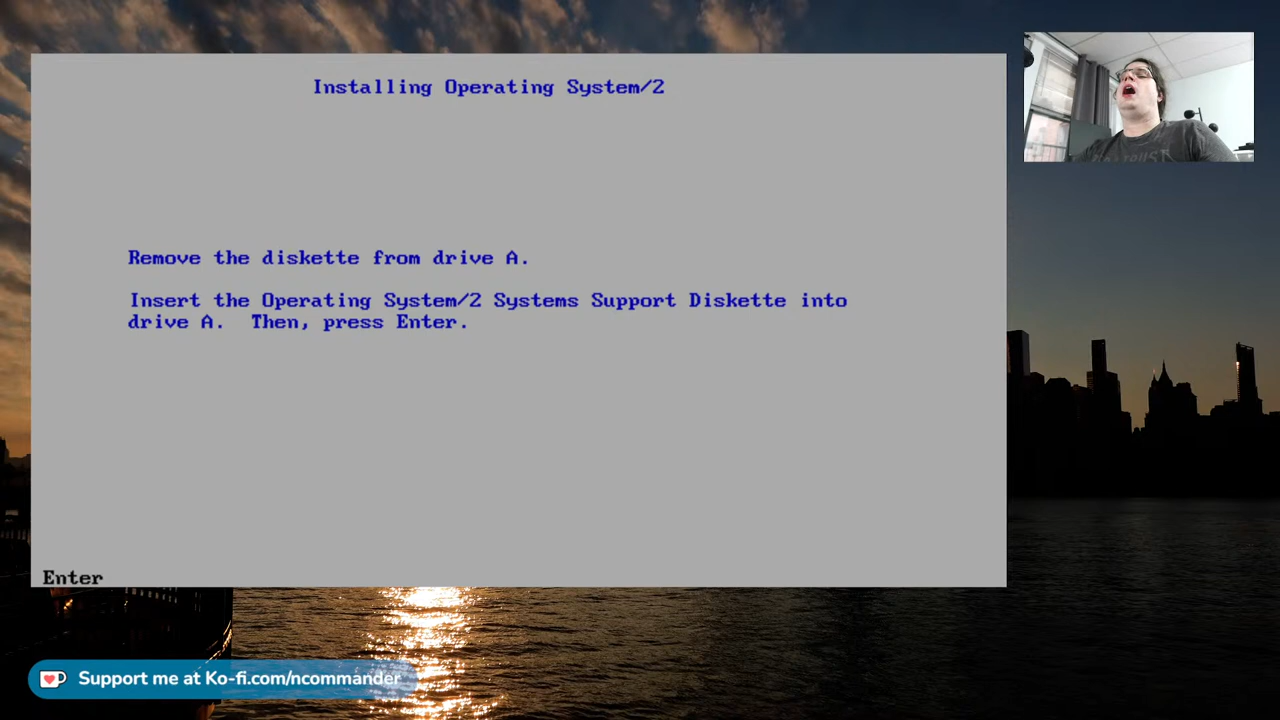 Installing Operating System/2
Remove the diskette from drive A.
Insert the Operating System/2 Systems Support Diskette into
drive A.  Then, press Enter.
Enter
Support me at Ko-fi.com/ncommander